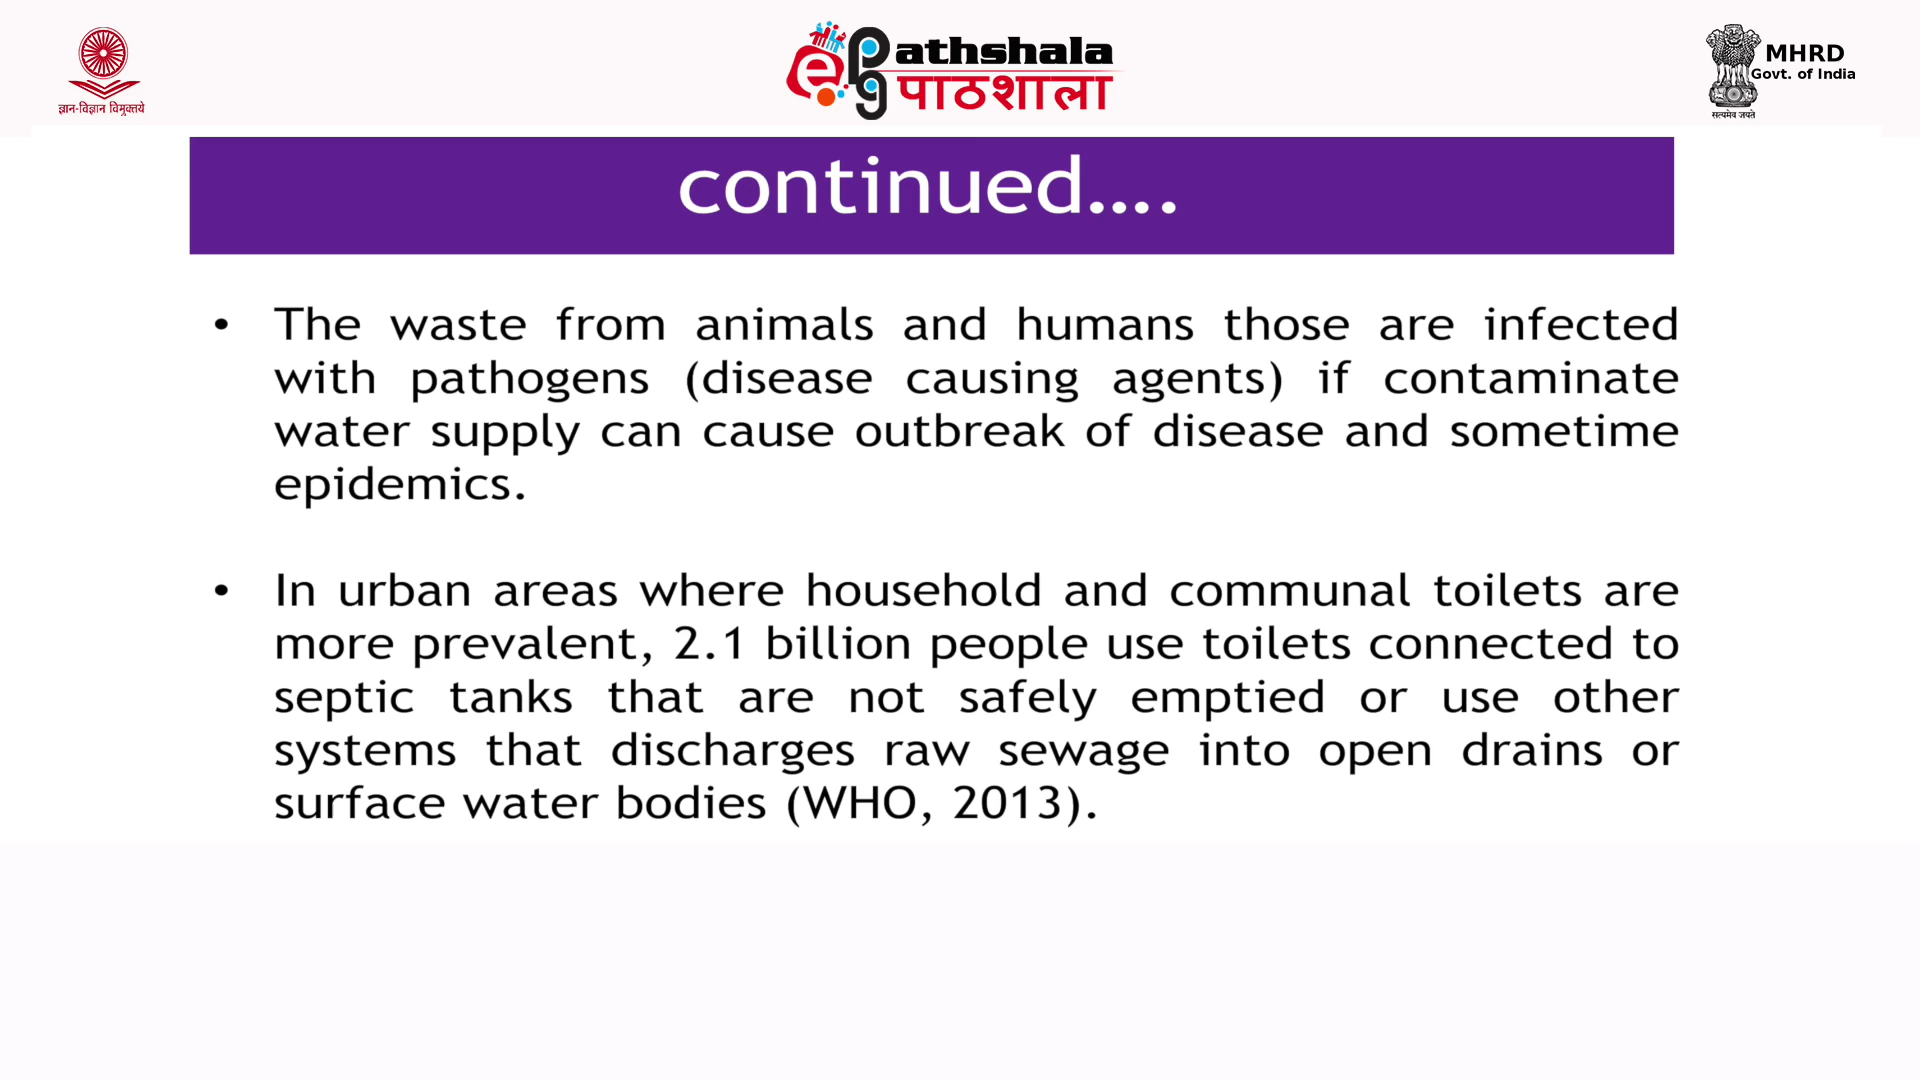 ज्ञान-विज्ञान विमुक्तये
ePathshala
पाठशाला
MHRD
Govt. of India
सत्यमेव जयते
continued....
• The waste from animals and humans those are infected
with pathogens (disease causing agents) if contaminate
water supply can cause outbreak of disease and sometime
epidemics.
• In urban areas where household and communal toilets are
more prevalent, 2.1 billion people use toilets connected to
septic tanks that are not safely emptied or use other
systems that discharges raw sewage into open drains or
surface water bodies (WHO, 2013).